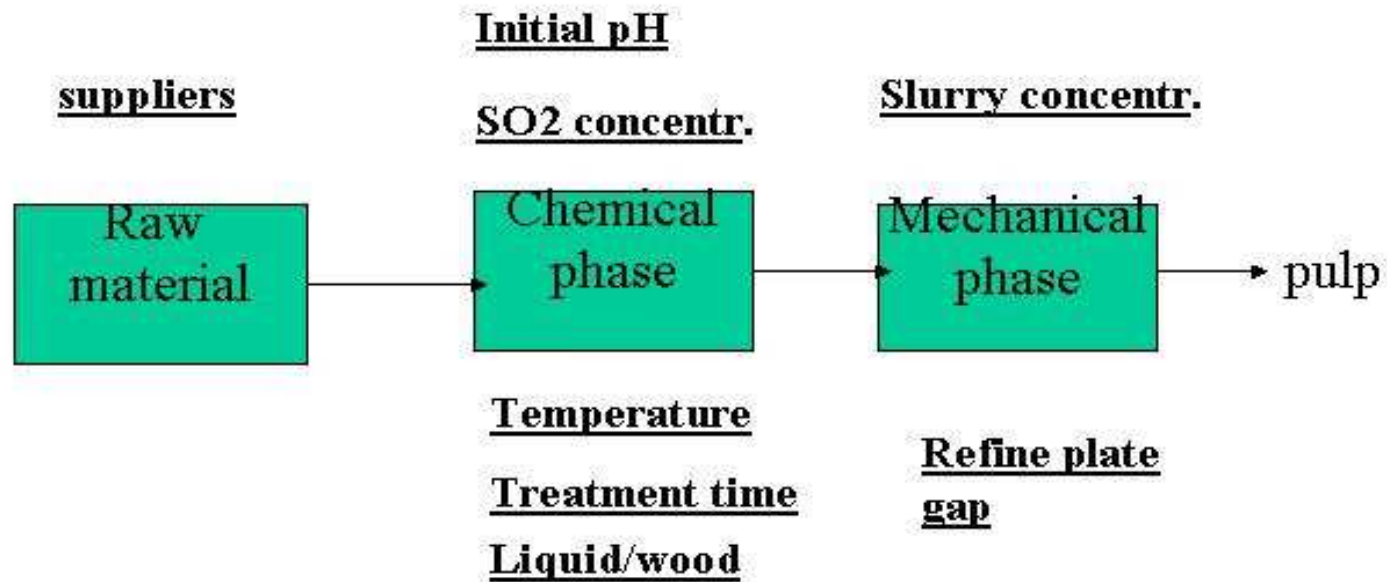 suppliers
Raw
material
Initial pH
SO2 concentr.
Chemical
phase
Temperature
Treatment time
Liquid/wood
Slurry concentr.
Mechanical
phase
Refine plate
gap
pulp